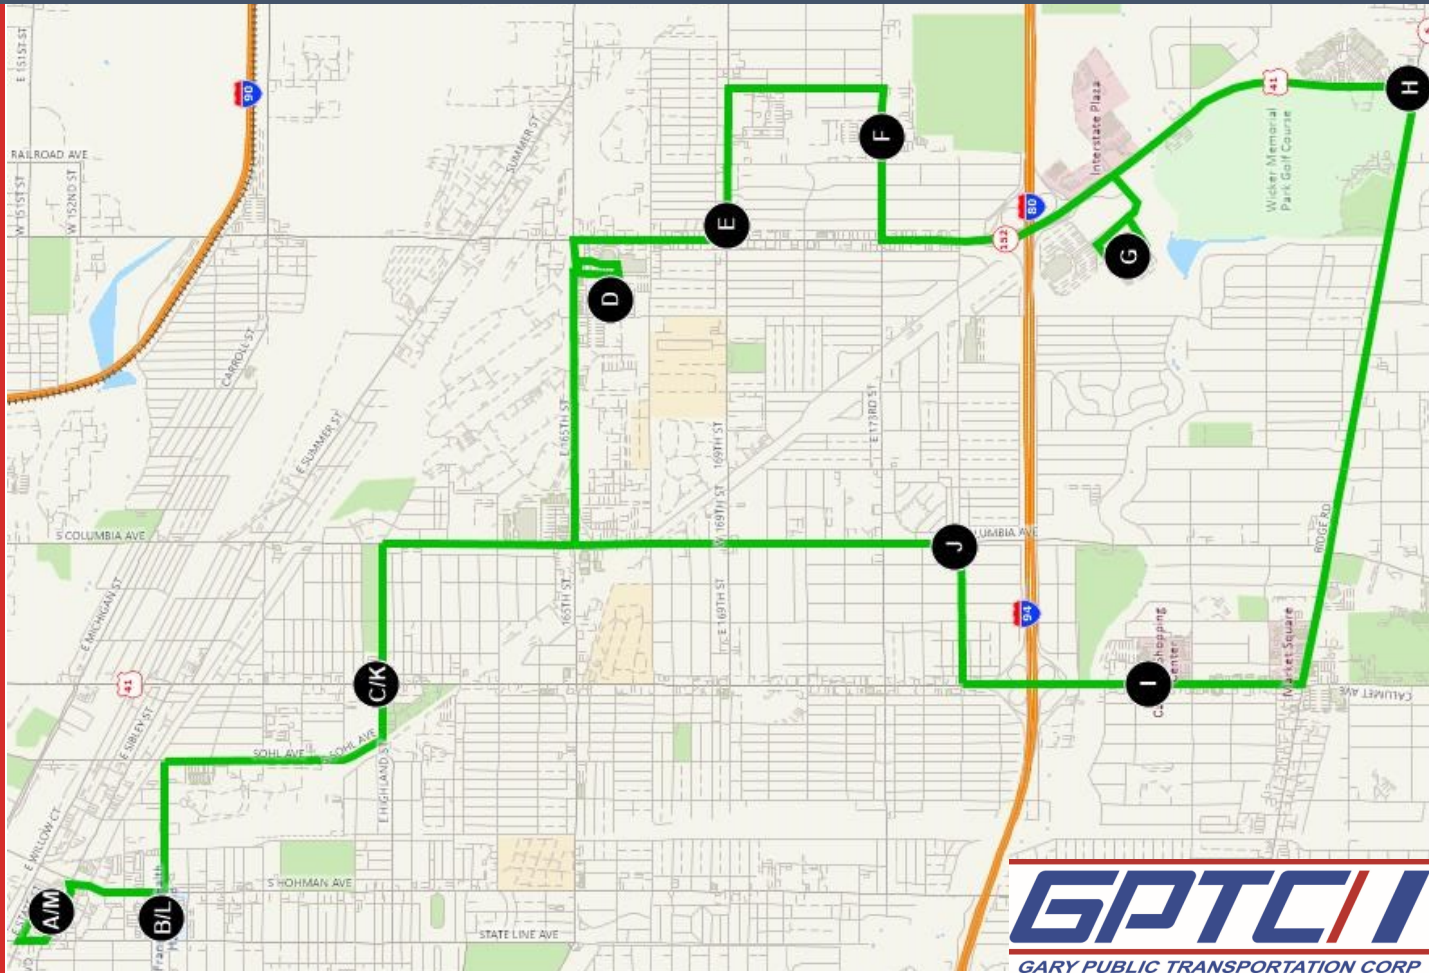 E 151ST ST
RAILROAD AVE
W 151ST ST
W 152ND ST
90
SUMMER ST
CARROLL ST
E SUMMER ST
S COLUMBIA AVE
E MICHIGAN ST
41
E SIBLEY ST
E WILLOW CT
SOHL AVE
SOHL AVE
E HIGHLAND ST
S HOHMAN AVE
STATE LINE AVE
A/M
B/L
C/K
D
E
F
G
H
I
J
E 165TH ST
165TH ST
169TH ST
W 169TH ST
E 169TH ST
E 173RD ST
152
80
94
41
Interstate Plaza
Wicker Memorial
Park Golf Course
RIDGE RD
Shopping
Market Square
CALUMET AVE
GPTC
GARY PUBLIC TRANSPORTATION CORP